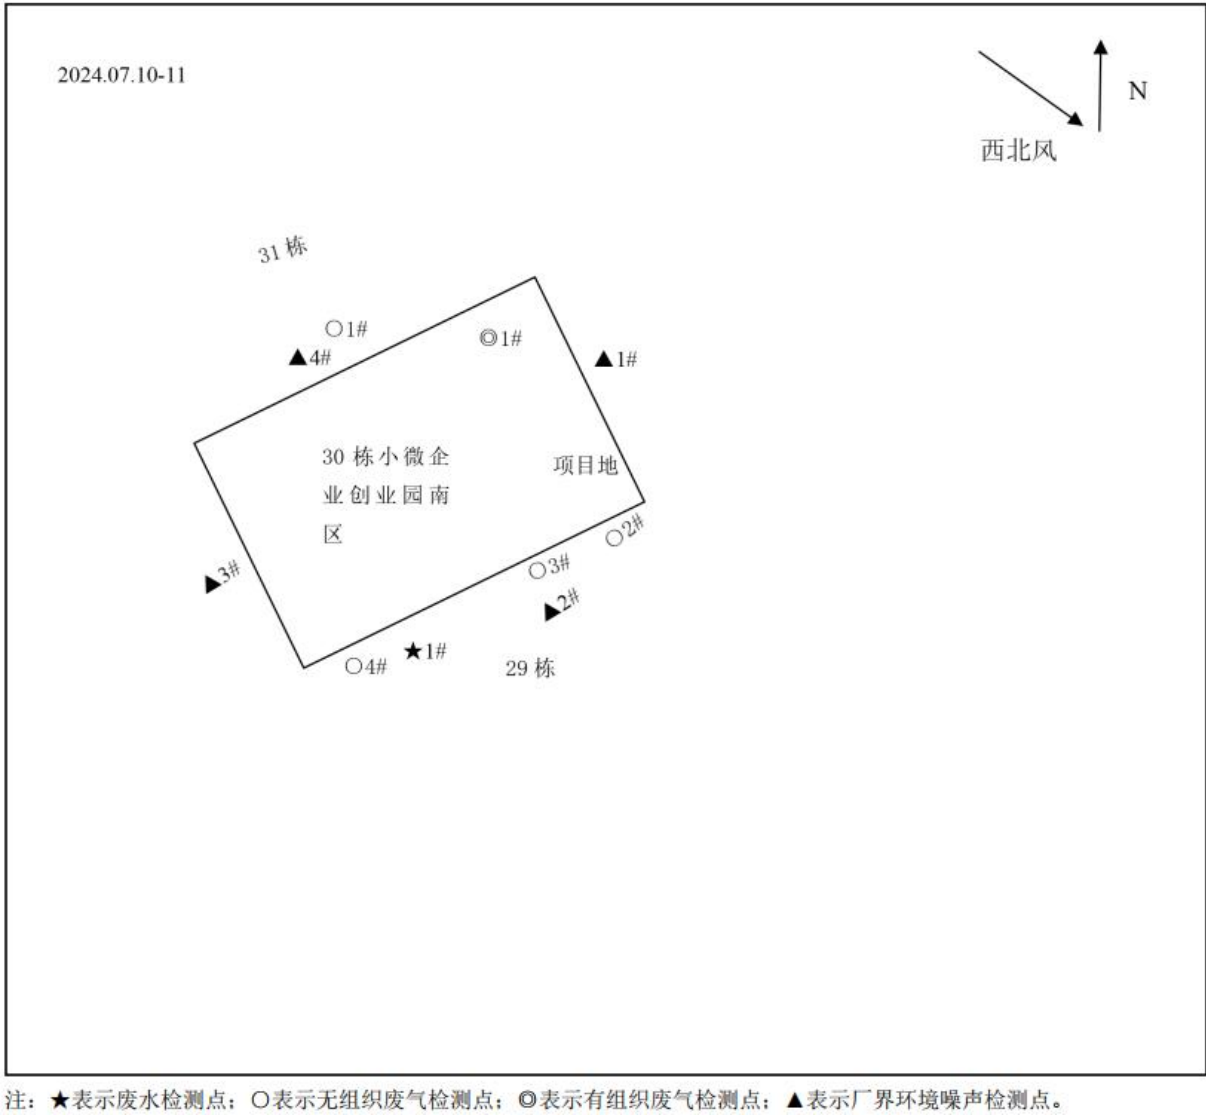 2024.07.10-11
N
西北风
31 栋
○1#
◎1#
▲4#
▲1#
30 栋小微企
业创业园南
区
项目地
○2#
○3#
▲3#
▲2#
★1#
○4#
29 栋
注：★表示废水检测点；○表示无组织废气检测点；◎表示有组织废气检测点；▲表示厂界环境噪声检测点。